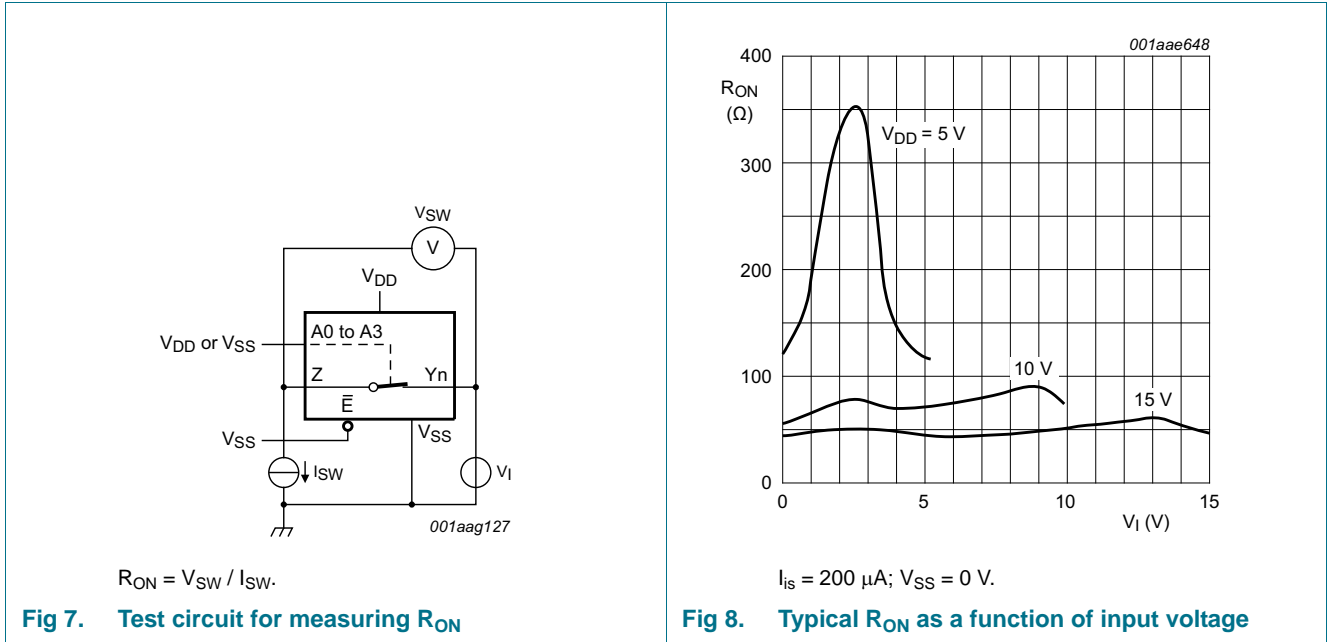 VSW
V
VDD
A0 to A3
VDD or VSS
Z
Yn
E̅
VSS
VSS
ISW
VI
001aag127
RON = VSW / ISW.
Fig 7. Test circuit for measuring RON
001aae648
400
RON
(Ω)
VDD = 5 V
300
200
100
10 V
15 V
0
0
5
10
15
VI (V)
Iis = 200 μA; VSS = 0 V.
Fig 8. Typical RON as a function of input voltage